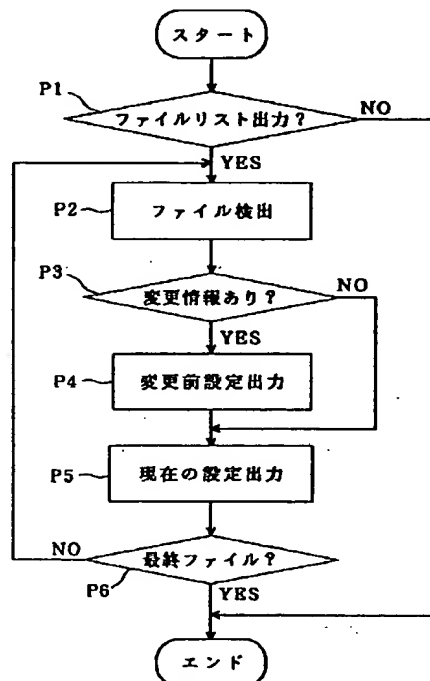 スタート
P1
ファイルリスト出力?
NO
YES
P2
ファイル検出
P3
変更情報あり?
NO
YES
P4
変更前設定出力
P5
現在の設定出力
NO
最終ファイル?
P6
YES
エンド